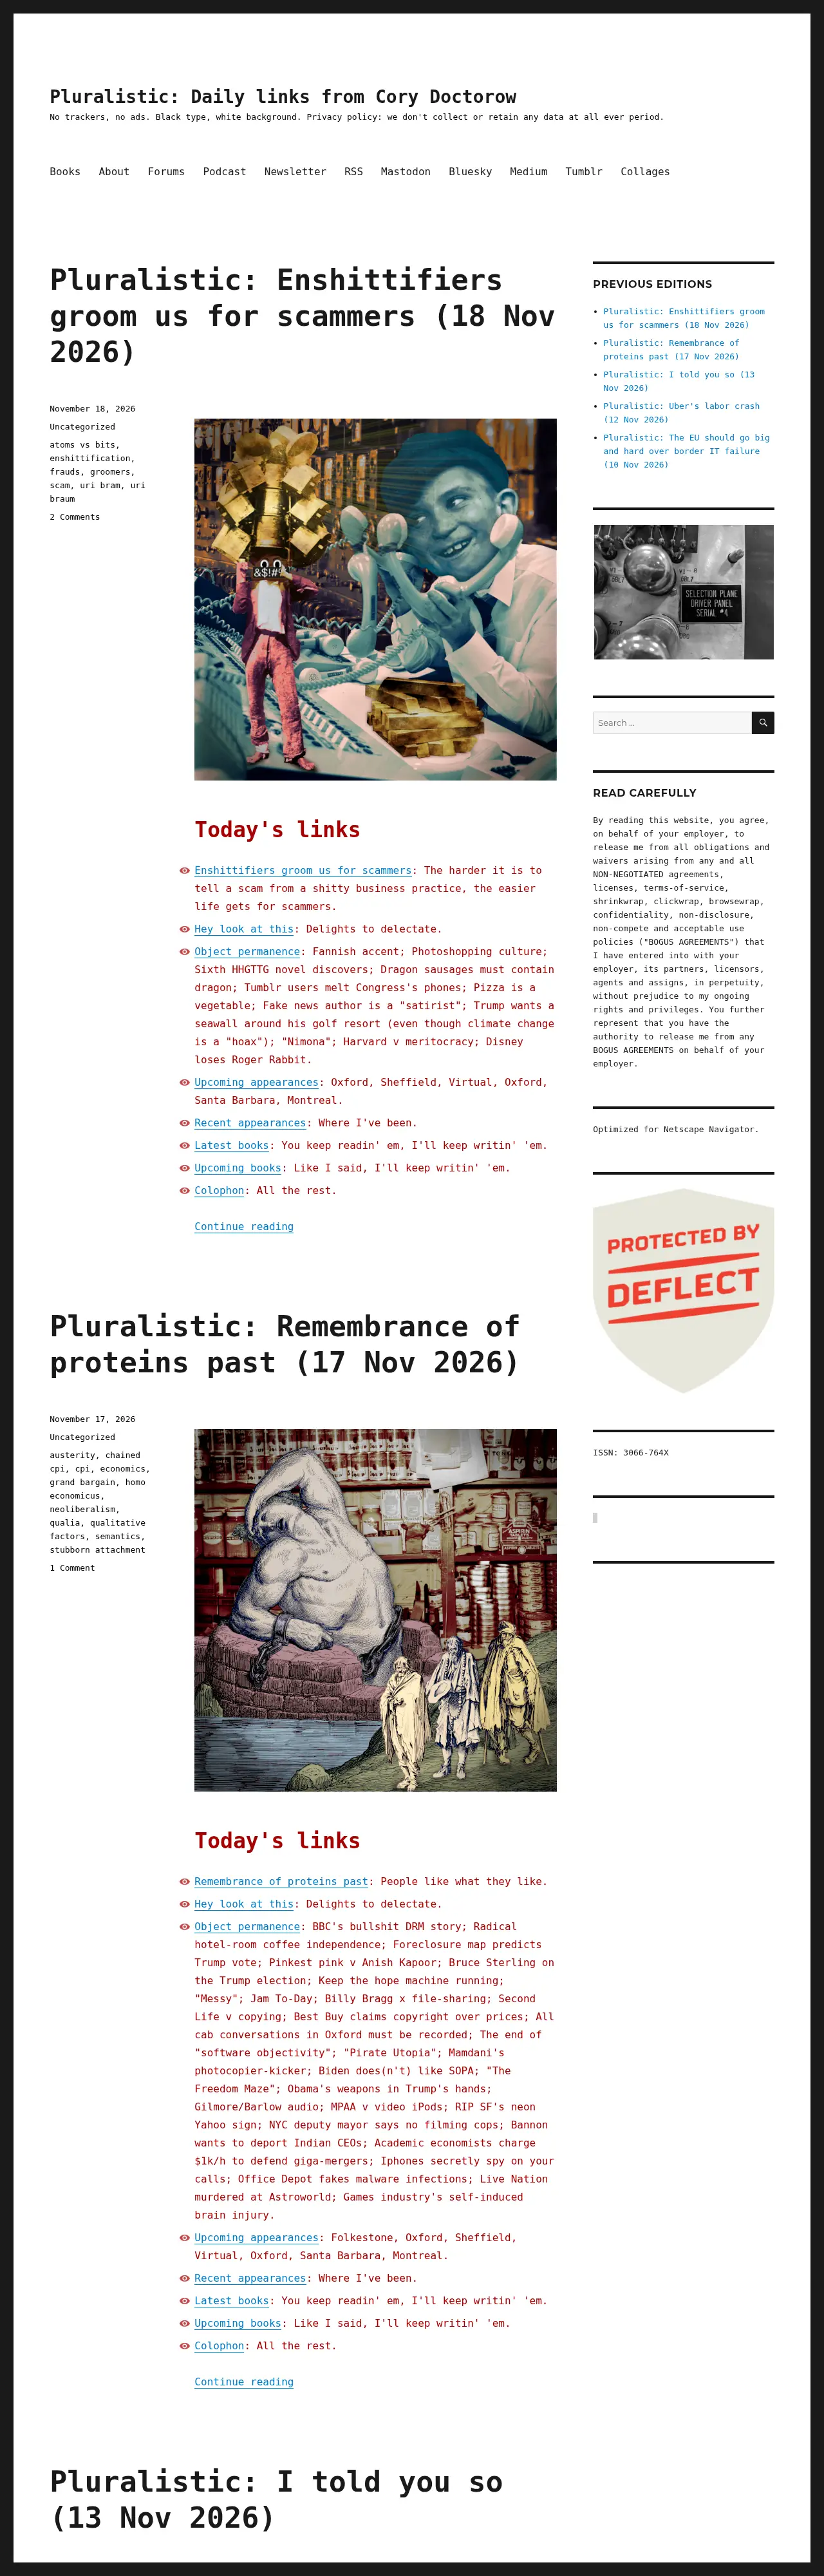 Pluralistic: Daily links from Cory Doctorow
No trackers, no ads. Black type, white background. Privacy policy: we don't collect or retain any data at all ever period.
Books About Forums Podcast Newsletter RSS Mastodon Bluesky Medium Tumblr Collages
Pluralistic: Enshittifiers
groom us for scammers (18 Nov
2026)
November 18, 2026
Uncategorized
atoms vs bits,
enshittification,
frauds, groomers,
scam, uri bram, uri
braum
2 Comments
&$!#
Today's links
Enshittifiers groom us for scammers: The harder it is to
tell a scam from a shitty business practice, the easier
life gets for scammers.
Hey look at this: Delights to delectate.
Object permanence: Fannish accent; Photoshopping culture;
Sixth HHGTTG novel discovers; Dragon sausages must contain
dragon; Tumblr users melt Congress's phones; Pizza is a
vegetable; Fake news author is a "satirist"; Trump wants a
seawall around his golf resort (even though climate change
is a "hoax"); "Nimona"; Harvard v meritocracy; Disney
loses Roger Rabbit.
Upcoming appearances: Oxford, Sheffield, Virtual, Oxford,
Santa Barbara, Montreal.
Recent appearances: Where I've been.
Latest books: You keep readin' em, I'll keep writin' 'em.
Upcoming books: Like I said, I'll keep writin' 'em.
Colophon: All the rest.
Continue reading
Pluralistic: Remembrance of
proteins past (17 Nov 2026)
November 17, 2026
Uncategorized
austerity, chained
cpi, cpi, economics,
grand bargain, homo
economicus,
neoliberalism,
qualia, qualitative
factors, semantics,
stubborn attachment
1 Comment
ASPIRIN
Today's links
Remembrance of proteins past: People like what they like.
Hey look at this: Delights to delectate.
Object permanence: BBC's bullshit DRM story; Radical
hotel-room coffee independence; Foreclosure map predicts
Trump vote; Pinkest pink v Anish Kapoor; Bruce Sterling on
the Trump election; Keep the hope machine running;
"Messy"; Jam To-Day; Billy Bragg x file-sharing; Second
Life v copying; Best Buy claims copyright over prices; All
cab conversations in Oxford must be recorded; The end of
"software objectivity"; "Pirate Utopia"; Mamdani's
photocopier-kicker; Biden does(n't) like SOPA; "The
Freedom Maze"; Obama's weapons in Trump's hands;
Gilmore/Barlow audio; MPAA v video iPods; RIP SF's neon
Yahoo sign; NYC deputy mayor says no filming cops; Bannon
wants to deport Indian CEOs; Academic economists charge
$1k/h to defend giga-mergers; Iphones secretly spy on your
calls; Office Depot fakes malware infections; Live Nation
murdered at Astroworld; Games industry's self-induced
brain injury.
Upcoming appearances: Folkestone, Oxford, Sheffield,
Virtual, Oxford, Santa Barbara, Montreal.
Recent appearances: Where I've been.
Latest books: You keep readin' em, I'll keep writin' 'em.
Upcoming books: Like I said, I'll keep writin' 'em.
Colophon: All the rest.
Continue reading
Pluralistic: I told you so
(13 Nov 2026)
PREVIOUS EDITIONS
Pluralistic: Enshittifiers groom
us for scammers (18 Nov 2026)
Pluralistic: Remembrance of
proteins past (17 Nov 2026)
Pluralistic: I told you so (13
Nov 2026)
Pluralistic: Uber's labor crash
(12 Nov 2026)
Pluralistic: The EU should go big
and hard over border IT failure
(10 Nov 2026)
SELECTION PLANE
DRIVER PANEL
SERIAL #4
Search …
READ CAREFULLY
By reading this website, you agree,
on behalf of your employer, to
release me from all obligations and
waivers arising from any and all
NON-NEGOTIATED agreements,
licenses, terms-of-service,
shrinkwrap, clickwrap, browsewrap,
confidentiality, non-disclosure,
non-compete and acceptable use
policies ("BOGUS AGREEMENTS") that
I have entered into with your
employer, its partners, licensors,
agents and assigns, in perpetuity,
without prejudice to my ongoing
rights and privileges. You further
represent that you have the
authority to release me from any
BOGUS AGREEMENTS on behalf of your
employer.
Optimized for Netscape Navigator.
PROTECTED BY
DEFLECT
ISSN: 3066-764X